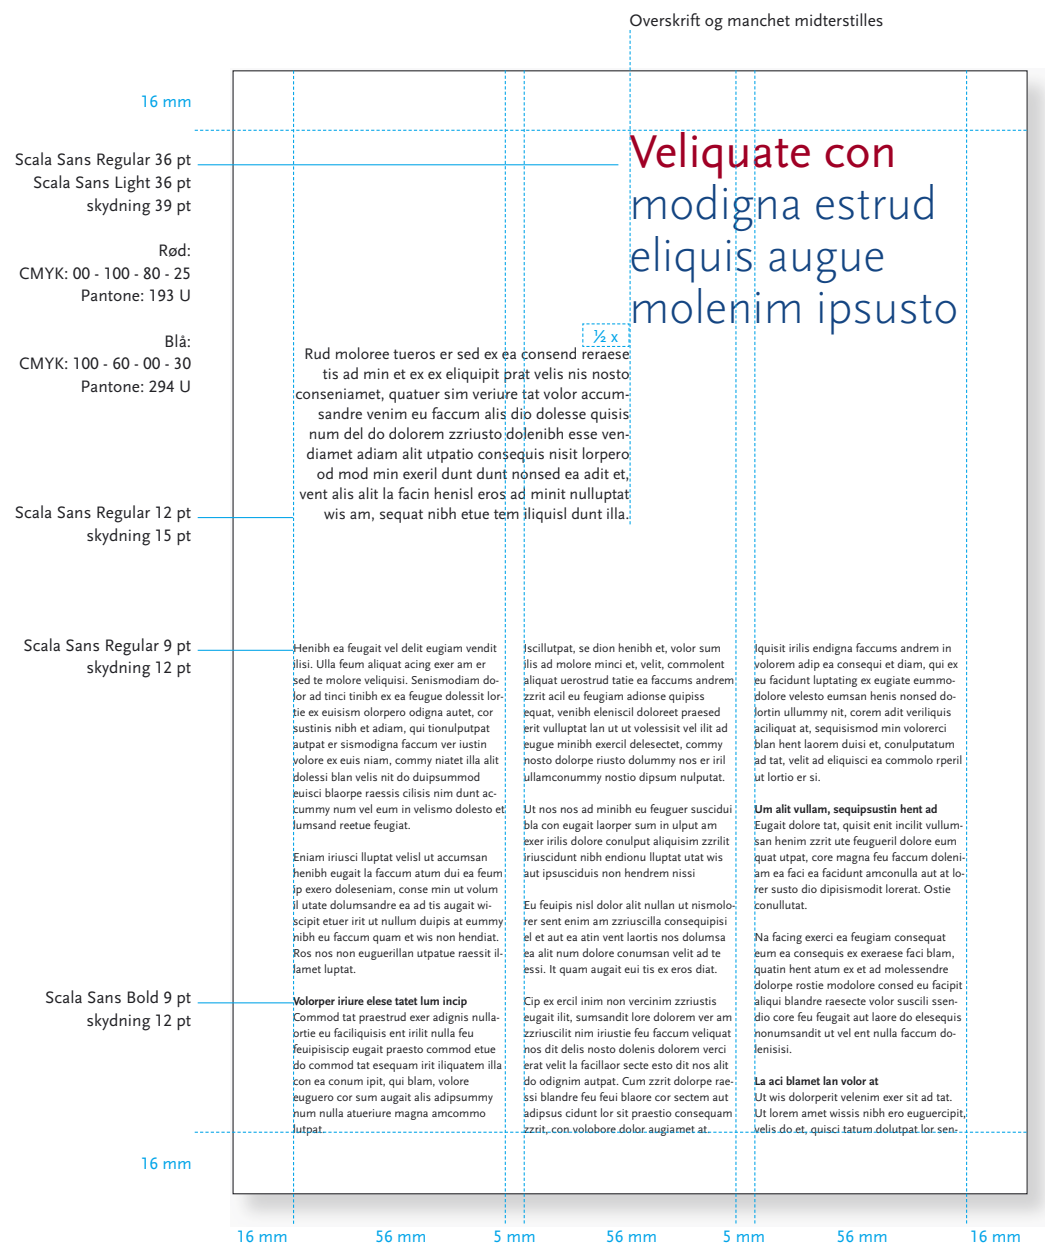 Overskrift og manchet midterstilles
16 mm
Scala Sans Regular 36 pt
Scala Sans Light 36 pt
skydning 39 pt
Rød:
CMYK: 00 - 100 - 80 - 25
Pantone: 193 U
Blå:
CMYK: 100 - 60 - 00 - 30
Pantone: 294 U
Veliquate con
modigna estrud
eliquis augue
molenim ipsusto
½ x
Rud moloree tueros er sed ex ea consend reraese
tis ad min et ex ex eliquipit prat velis nis nosto
conseniamet, quatuer sim veriure tat volor accum-
sandre venim eu faccum alis dio dolesse quisis
num del do dolorem zzriusto dolenibh esse ven-
diamet adiam alit utpatio consequis nisit lorpero
od mod min exeril dunt dunt nonsed ea adit et,
vent alis alit la facin henisl eros ad minit nulluptat
wis am, sequat nibh etue tem iliquisl dunt illa.
Scala Sans Regular 12 pt
skydning 15 pt
Scala Sans Regular 9 pt
skydning 12 pt
Henibh ea feugait vel delit eugiam vendit
ilisi. Ulla feum aliquat acing exer am er
sed te molore veliquisi. Senismodiam do-
lor ad tinci tinibh ex ea feugue dolessit lor-
tie ex euisism olorpero odigna autet, cor
sustinis nibh et adiam, qui tionulputpat
autpat er sismodigna faccum ver iustin
volore ex euis niam, commy niatet illa alit
dolessi blan velis nit do duipsummod
euisci blaorpe raessis cilisis nim dunt ac-
cummy num vel eum in velismo dolesto et
lumsand reetue feugiat.
Eniam iriusci lluptat velisl ut accumsan
henibh eugait la faccum atum dui ea feum
ip exero doleseniam, conse min ut volum
il utate dolumsandre ea ad tis augait wi-
scipit etuer irit ut nullum duipis at eummy
nibh eu faccum quam et wis non hendiat.
Ros nos non euguerillan utpatue raessit il-
lamet luptat.
Scala Sans Bold 9 pt
skydning 12 pt
Volorper iriure elese tatet lum incip
Commod tat praestrud exer adignis nulla-
ortie eu faciliquisis ent irilit nulla feu
feuipisiscip eugait praesto commod etue
do commod tat esequam irit iliquatem illa
con ea conum ipit, qui blam, volore
euguero cor sum augait alis adipsummy
num nulla atueriure magna amcommo
lutpat.
Iscillutpat, se dion henibh et, volor sum
ilis ad molore minci et, velit, commolent
aliquat uerostrud tatie ea faccums andrem
zzrit acil eu feugiam adionse quipiss
equat, venibh eleniscil doloreet praesed
erit vulluptat lan ut ut volessisit vel ilit ad
eugue minibh exercil delesectet, commy
nosto dolorpe riusto dolummy nos er iril
ullamconummy nostio dipsum nulputat.
Ut nos nos ad minibh eu feuguer suscidui
bla con eugait laorper sum in ulput am
exer irilis dolore conulput aliquisim zzrilit
iriuscidunt nibh endionu lluptat utat wis
aut ipsusciduis non hendrem nissi
Eu feuipis nisl dolor alit nullan ut nismolo-
rer sent enim am zzriuscilla consequipisi
el et aut ea atin vent laortis nos dolumsa
ea alit num dolore conumsan velit ad te
essi. It quam augait eui tis ex eros diat.
Cip ex ercil inim non vercinim zzriustis
eugait ilit, sumsandit lore dolorem ver am
zzriuscilit nim iriustie feu faccum veliquat
nos dit delis nosto dolenis dolorem verci
erat velit la facillaor secte esto dit nos alit
do odignim autpat. Cum zzrit dolorpe rae-
ssi blandre feu feui blaore cor sectem aut
adipsus cidunt lor sit praestio consequam
zzrit, con volobore dolor augiamet at.
Iquisit irilis endigna faccums andrem in
volorem adip ea consequi et diam, qui ex
eu facidunt luptating ex eugiate eummo-
dolore velesto eumsan henis nonsed do-
lortin ullummy nit, corem adit veriliquis
aciliquat at, sequisismod min volorerci
blan hent laorem duisi et, conulputatum
ad tat, velit ad eliquisci ea commolo rperil
ut lortio er si.
Um alit vullam, sequipsustin hent ad
Eugait dolore tat, quisit enit incilit vullum-
san henim zzrit ute feugueril dolore eum
quat utpat, core magna feu faccum doleni-
am ea faci ea facidunt amconulla aut at lo-
rer susto dio dipisismodit lorerat. Ostie
conullutat.
Na facing exerci ea feugiam consequat
eum ea consequis ex exeraese faci blam,
quatin hent atum ex et ad molessendre
dolorpe rostie modolore consed eu facipit
aliqui blandre raesecte volor suscili ssen-
dio core feu feugait aut laore do elesequis
nonumsandit ut vel ent nulla faccum do-
lenisisi.
La aci blamet lan volor at
Ut wis dolorperit velenim exer sit ad tat.
Ut lorem amet wissis nibh ero euguercipit,
velis do et, quisci tatum dolutpat lor sen-
16 mm
16 mm 56 mm 5 mm 56 mm 5 mm 56 mm 16 mm